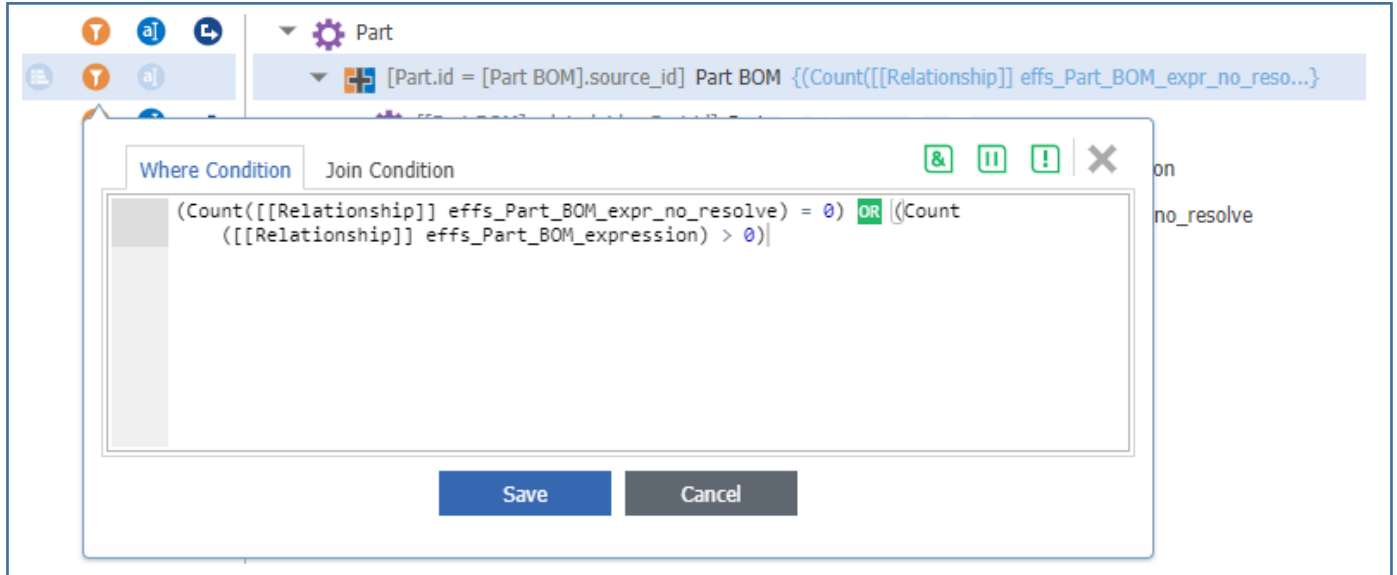 Part
[Part.id = [Part BOM].source_id] Part BOM {(Count([[Relationship]] effs_Part_BOM_expr_no_reso...}
Where Condition
Join Condition
&
on
(Count([[Relationship]] effs_Part_BOM_expr_no_resolve) = 0) OR (Count
([[Relationship]] effs_Part_BOM_expression) > 0)
no_resolve
Save
Cancel